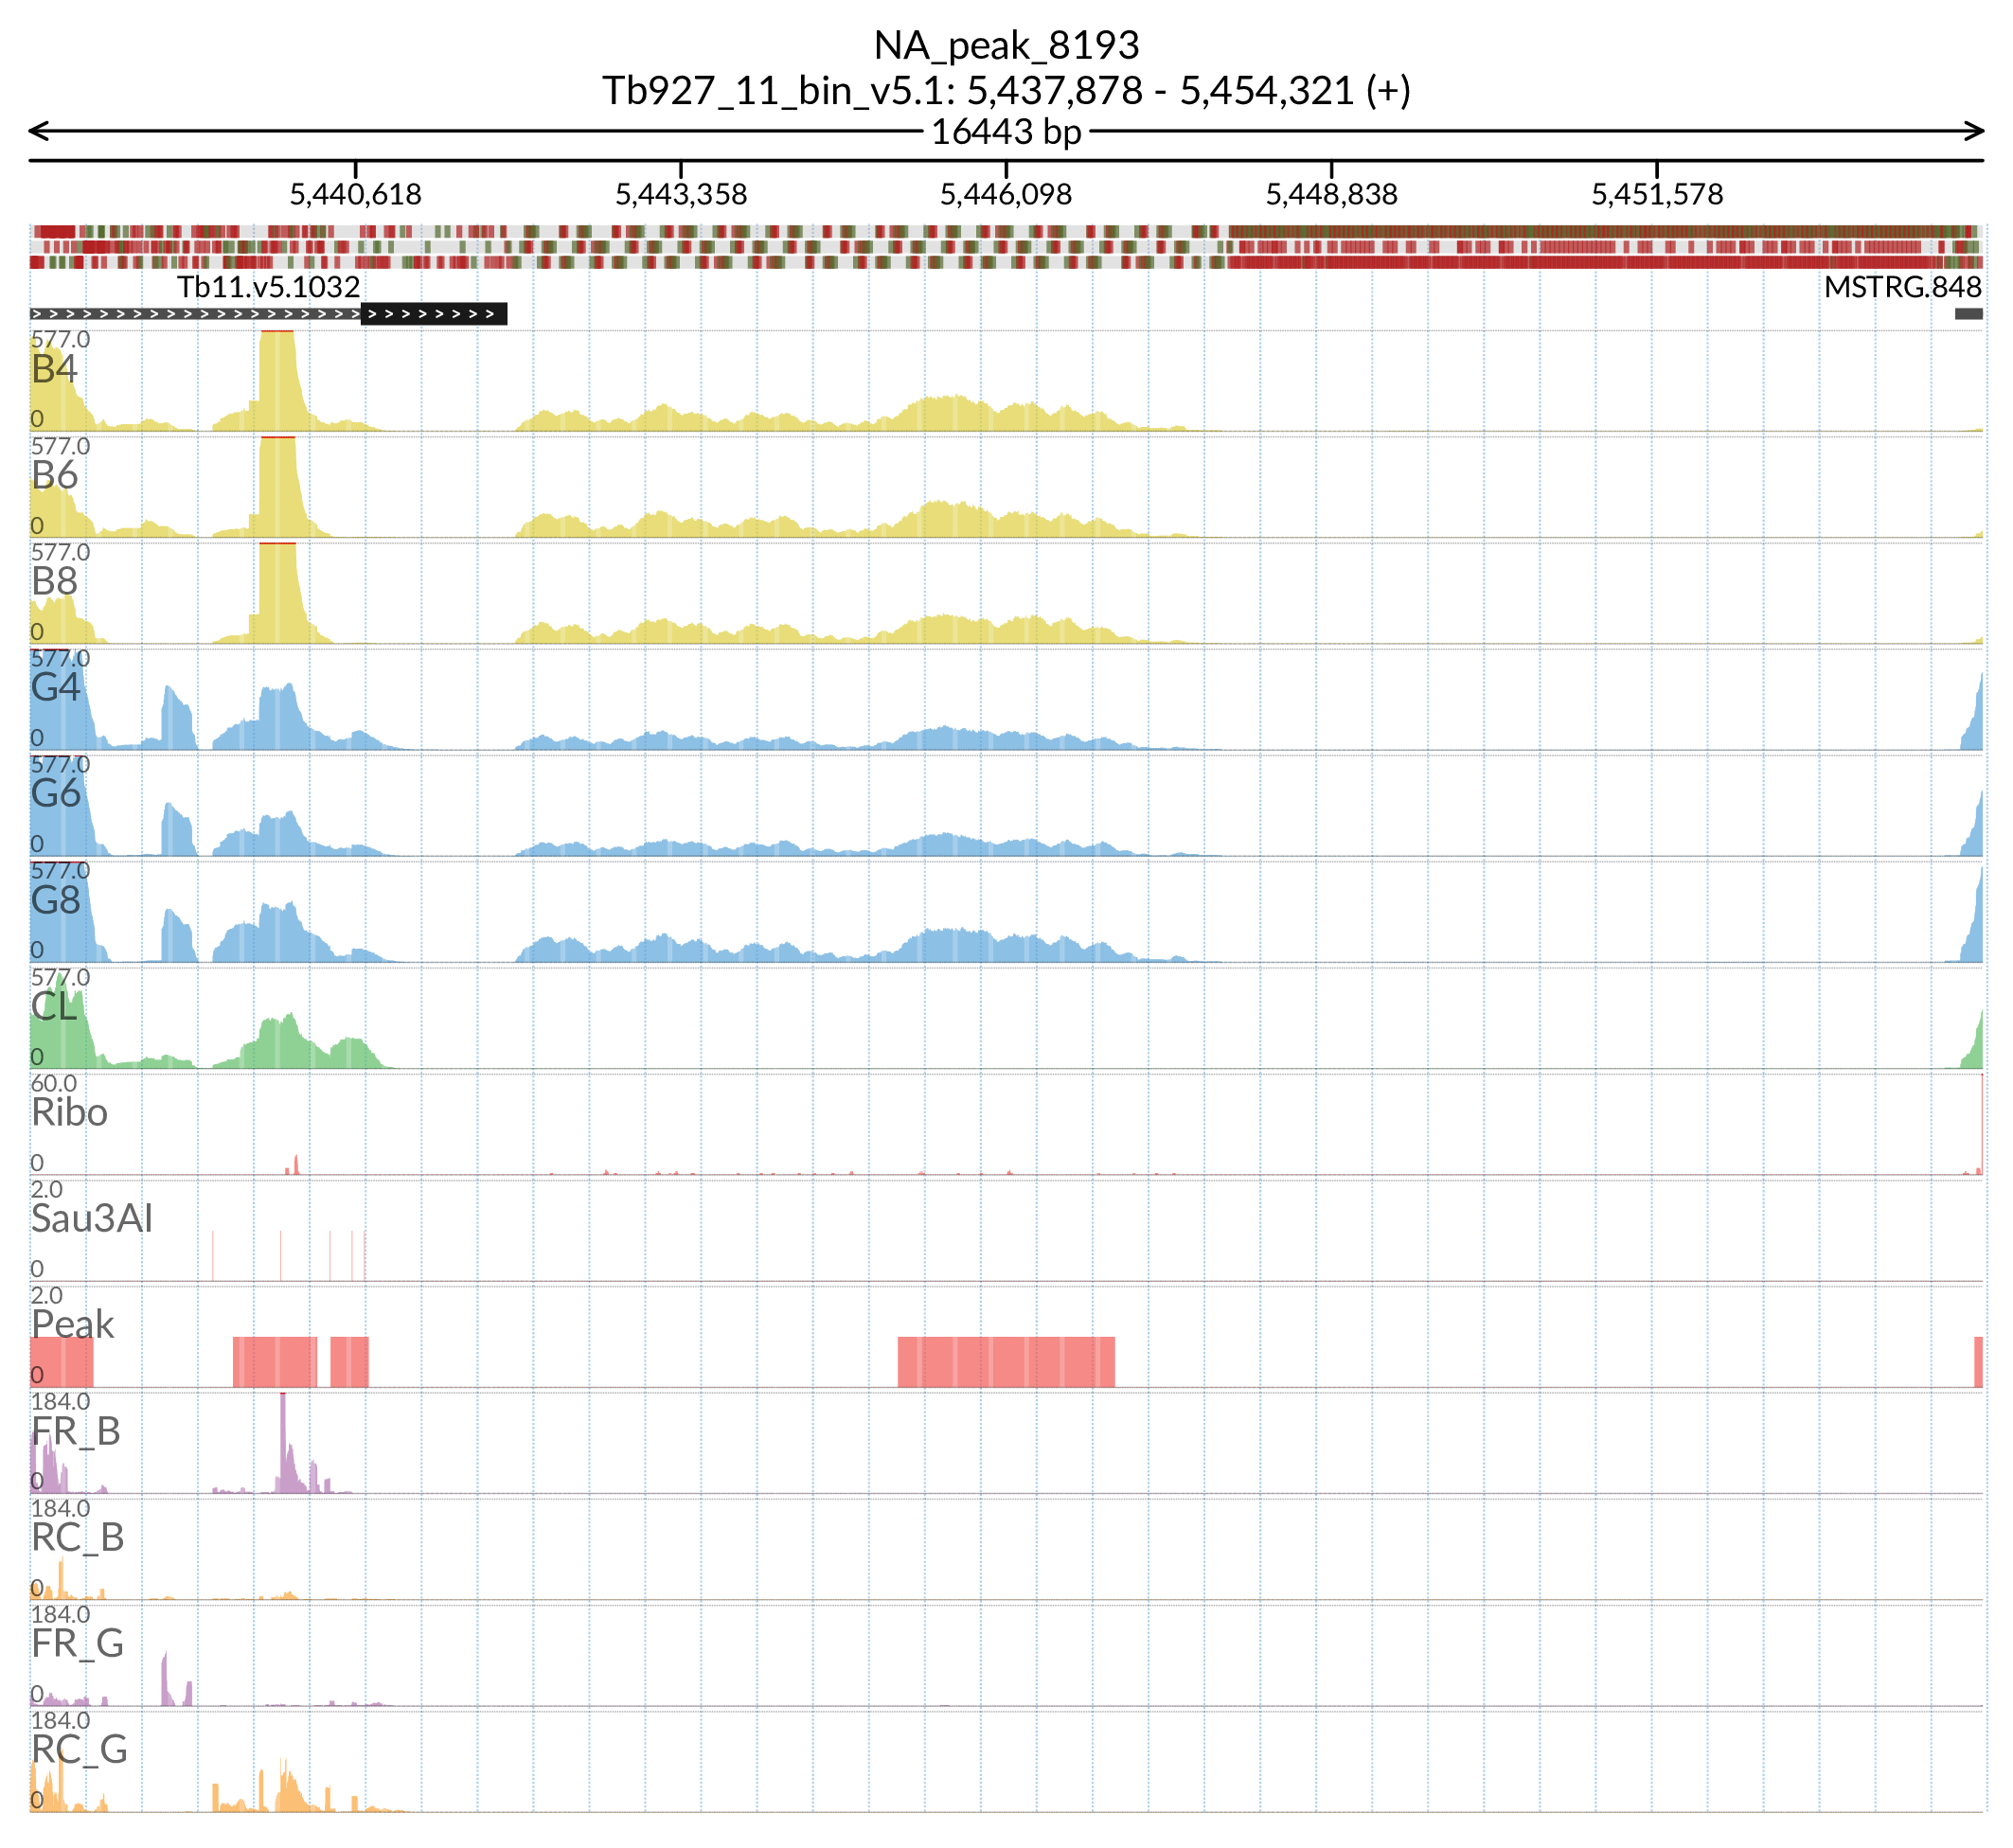 NA_peak_8193
Tb927_11_bin_v5.1: 5,437,878 - 5,454,321 (+)
16443 bp
5,440,618 5,443,358 5,446,098 5,448,838 5,451,578
Tb11.v5.1032 MSTRG.848
577.0
B4
0
577.0
B6
0
577.0
B8
0
577.0
G4
0
577.0
G6
0
577.0
G8
0
577.0
CL
0
60.0
Ribo
0
2.0
Sau3AI
0
2.0
Peak
0
184.0
FR_B
0
184.0
RC_B
0
184.0
FR_G
0
184.0
RC_G
0